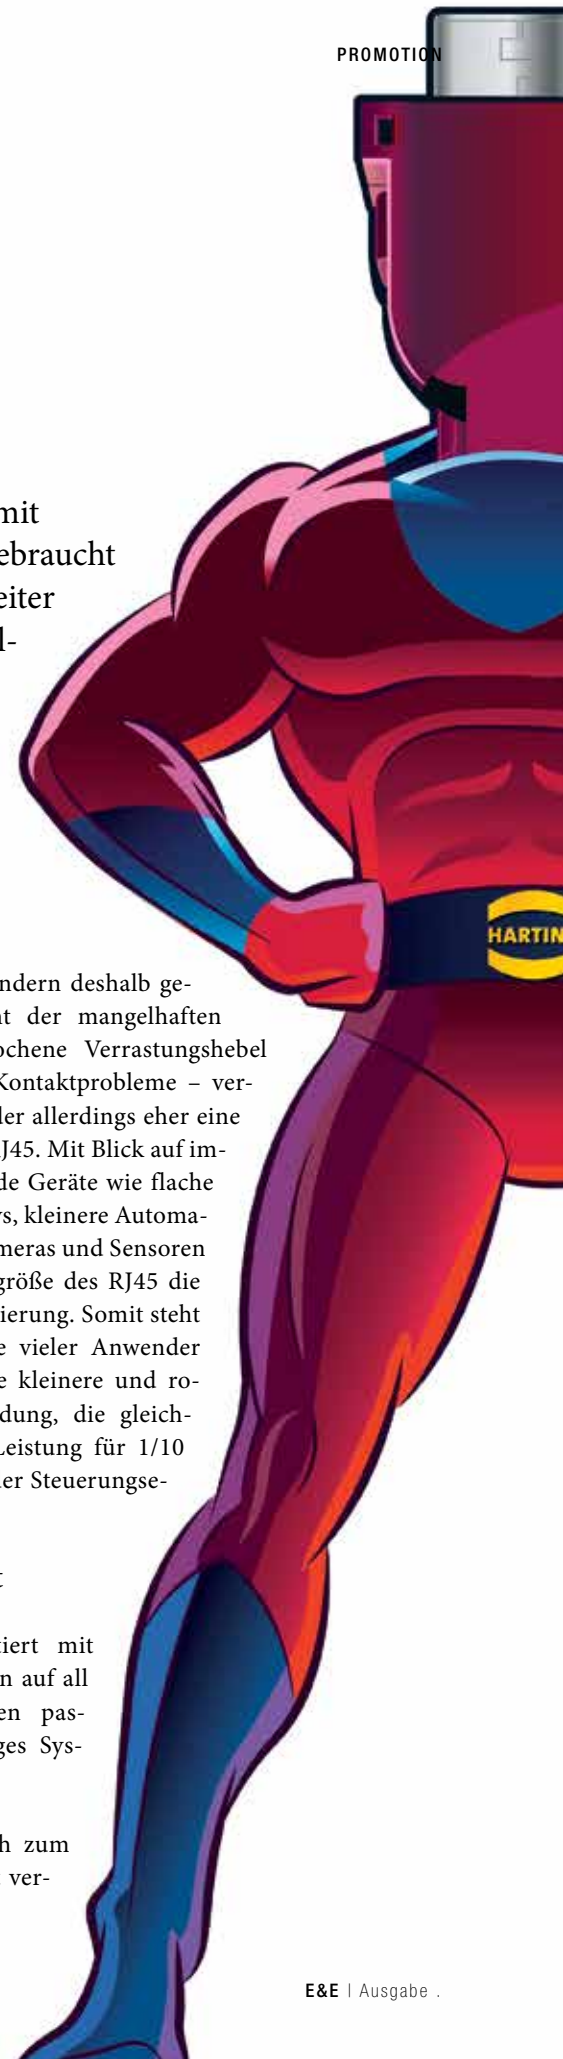 PROMOTION
mit
ebraucht
eiter
l-
HARTIN
ndern deshalb ge-
t der mangelhaften
ochene Verrastungshebel
Kontaktprobleme – ver-
der allerdings eher eine
J45. Mit Blick auf im-
de Geräte wie flache
s, kleinere Automa-
meras und Sensoren
größe des RJ45 die
ierung. Somit steht
e vieler Anwender
e kleinere und ro-
dung, die gleich-
Leistung für 1/10
der Steuerungse-
t
tiert mit
n auf all
en pas-
ges Sys-
h zum
ver-
E&E | Ausgabe .